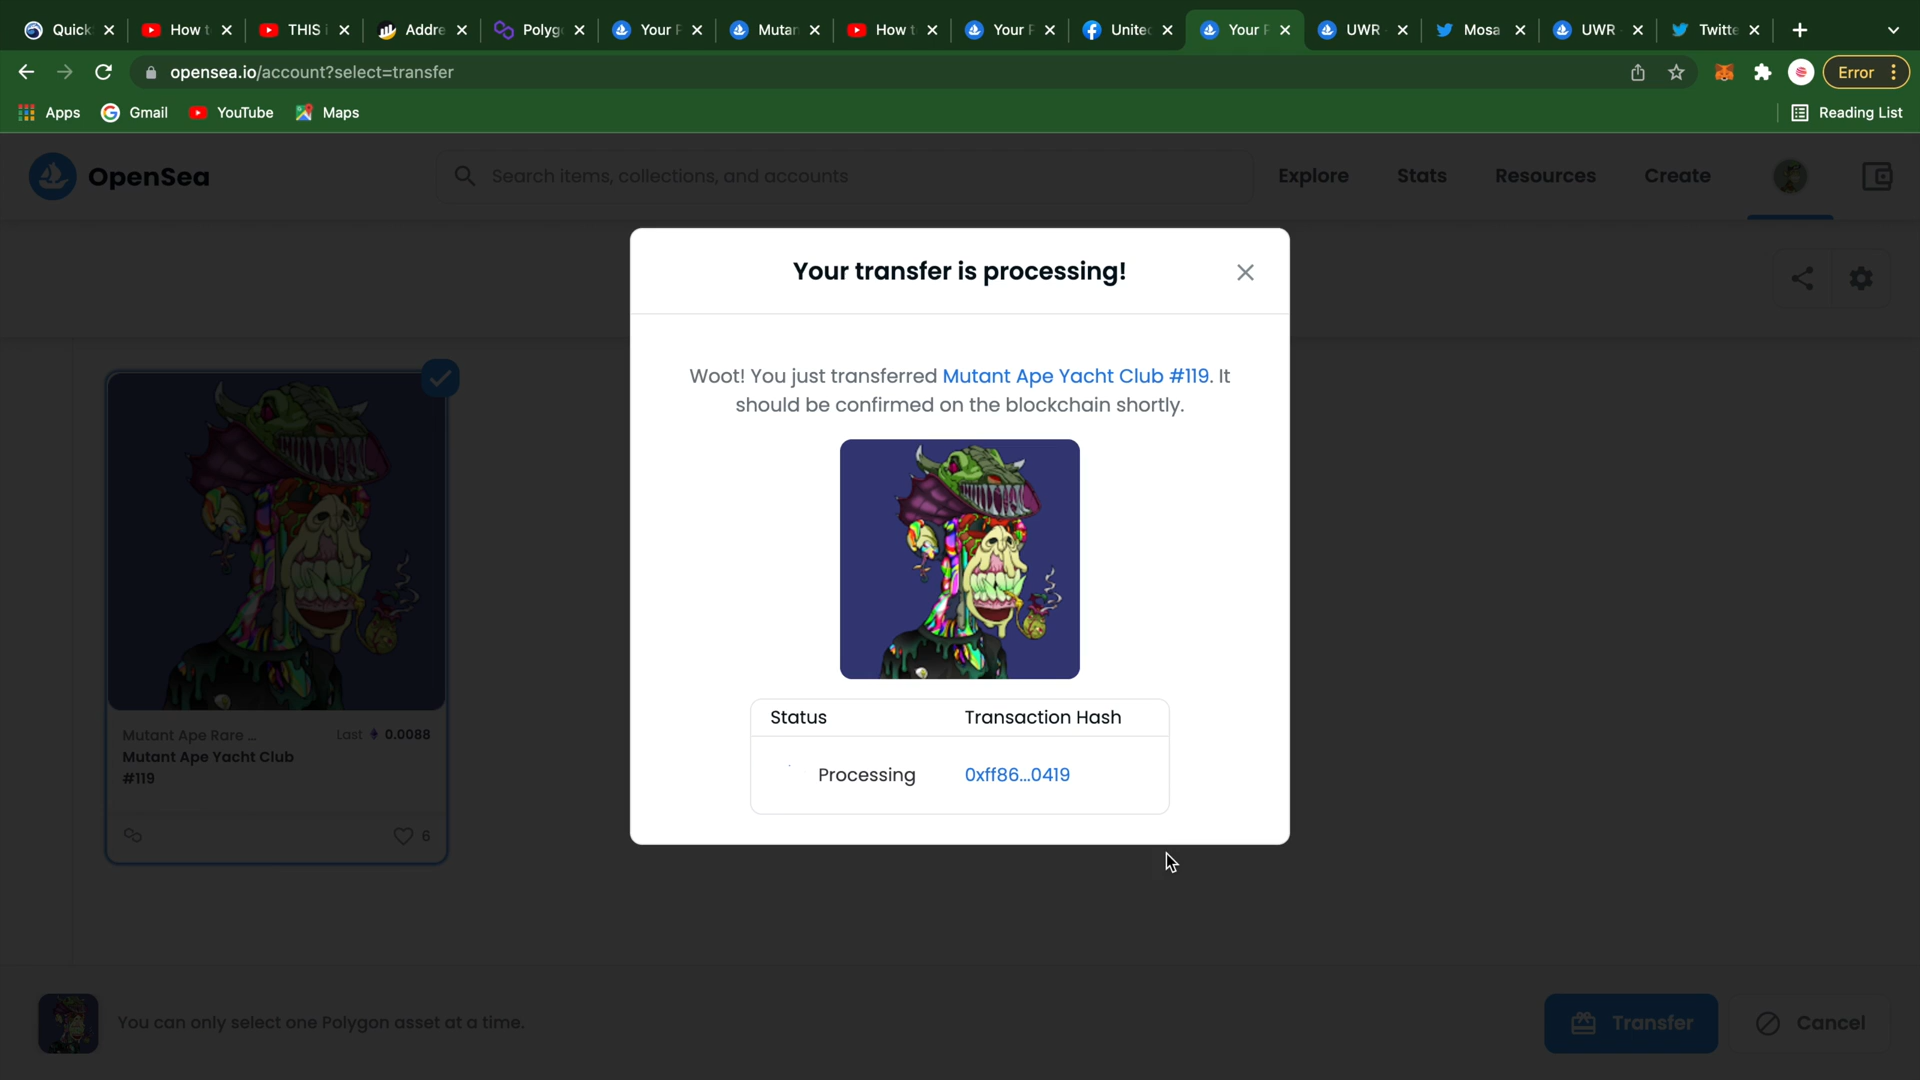 Quick
How t
THIS i
Addre
Polyg
Your P
Mutan
How t
Your P
Unitec
Your P
UWR
Mosa
UWR
Twitte
opensea.io/account?select=transfer
Error
Apps
Gmail
YouTube
Maps
Reading List
OpenSea
Search items, collections, and accounts
Explore
Stats
Resources
Create
Your transfer is processing!
Woot! You just transferred Mutant Ape Yacht Club #119. It
should be confirmed on the blockchain shortly.
Mutant Ape Rare ...
Last 0.0088
Mutant Ape Yacht Club
#119
6
Status Transaction Hash
Processing 0xff86...0419
You can only select one Polygon asset at a time.
Transfer
Cancel